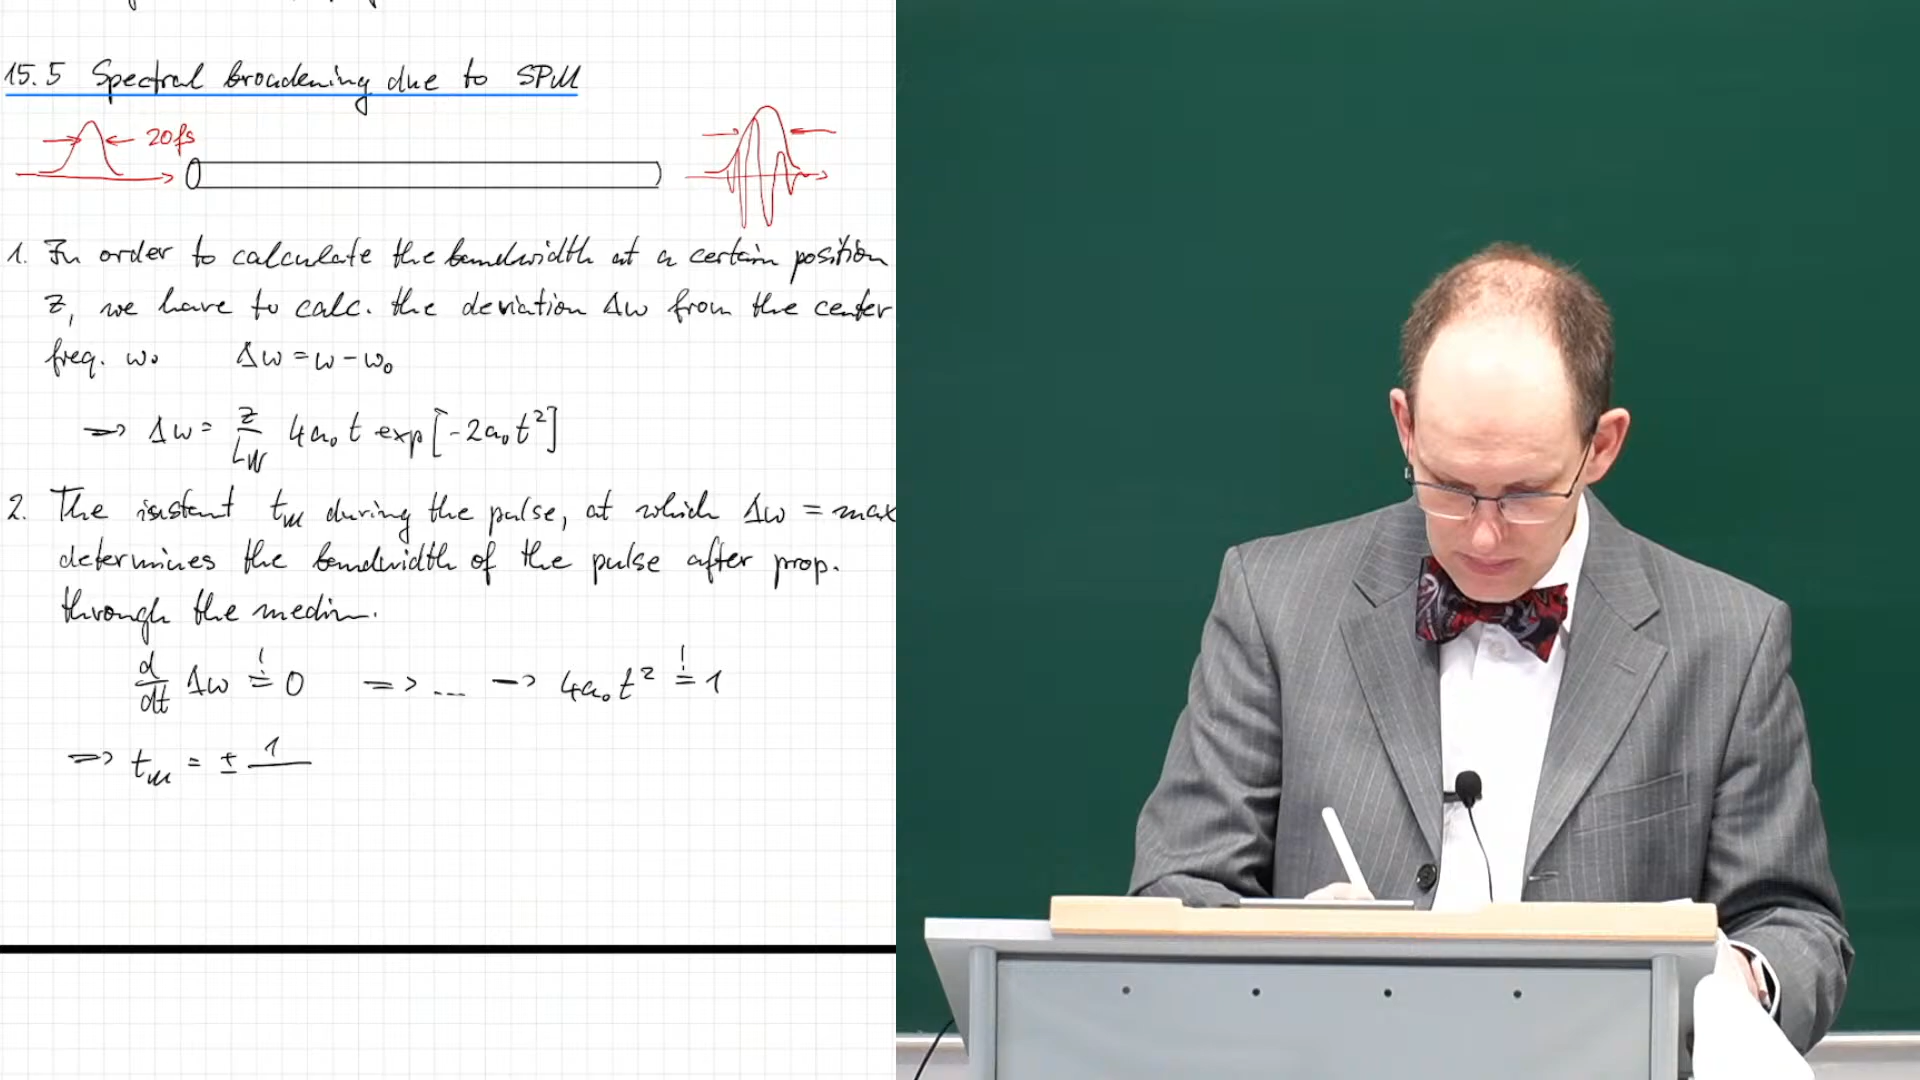 15.5 Spectral broadening due to SPM
20fs
1. In order to calculate the bandwidth at a certain position
z, we have to calc. the deviation Δω from the center
freq. ω₀ Δω = ω - ω₀
=> Δω = z/L_N 4a₀ t exp[-2a₀t²]
2. The instant t_M during the pulse, at which Δω = max
determines the bandwidth of the pulse after prop.
through the medium.
d/dt Δω != 0 => ... -> 4a₀t² != 1
=> t_M = ± 1